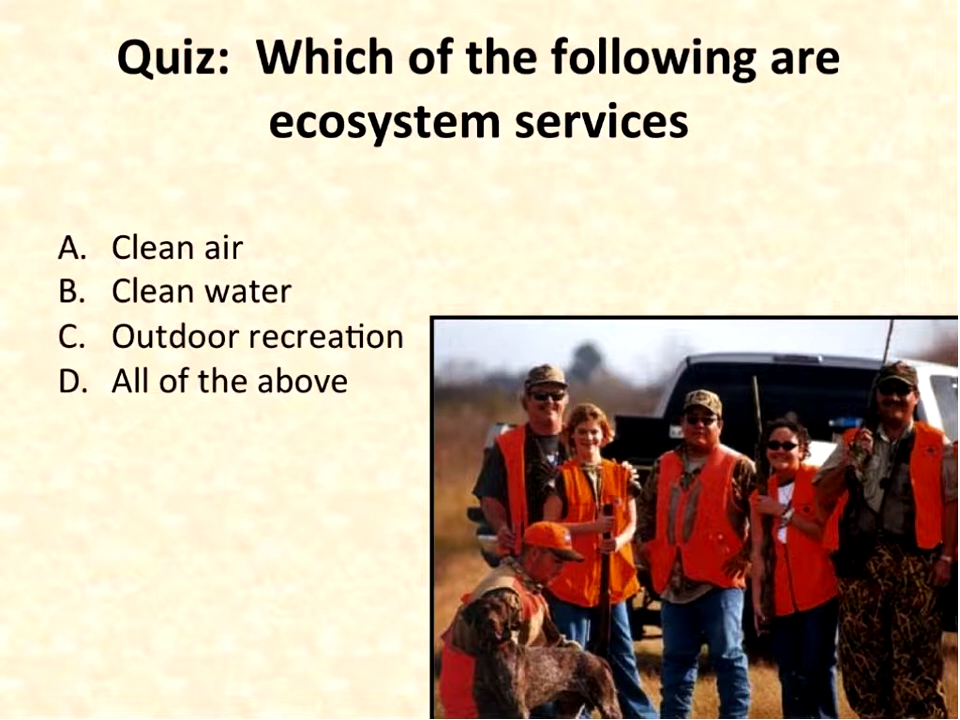 Quiz:  Which of the following are
ecosystem services
A. Clean air
B. Clean water
C. Outdoor recreation
D. All of the above